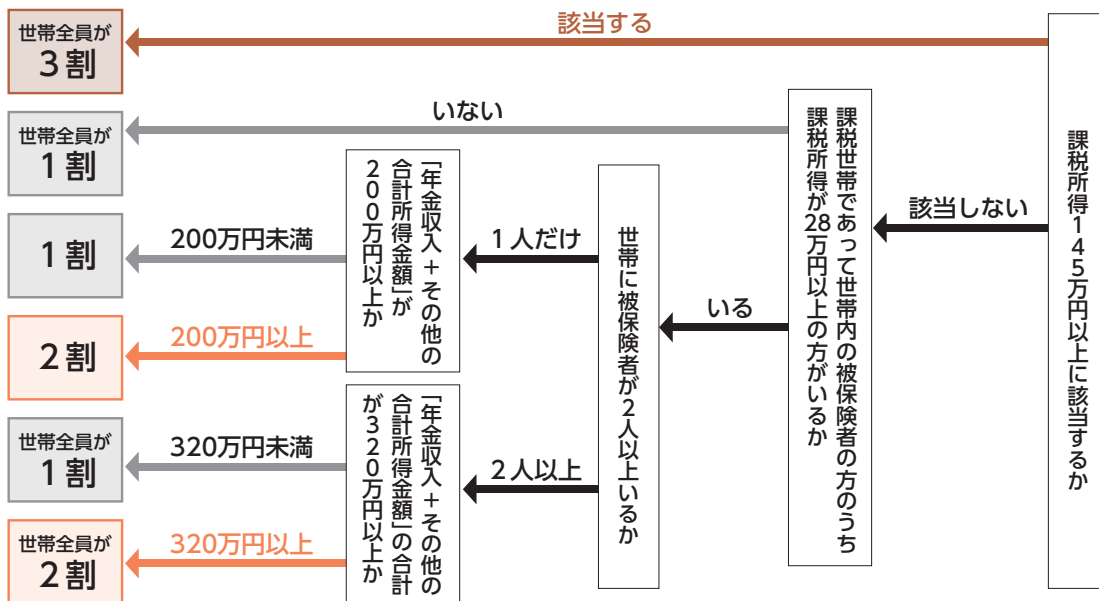 課税所得145万円以上に該当するか
該当する
世帯全員が
3割
該当しない
課税世帯であって世帯内の被保険者の方のうち
課税所得が28万円以上の方がいるか
いない
世帯全員が
1割
いる
世帯に被保険者が2人以上いるか
1人だけ
「年金収入+その他の
合計所得金額」が
200万円以上か
200万円未満
1割
200万円以上
2割
2人以上
「年金収入+その他の
合計所得金額」の合計
が320万円以上か
320万円未満
世帯全員が
1割
320万円以上
世帯全員が
2割